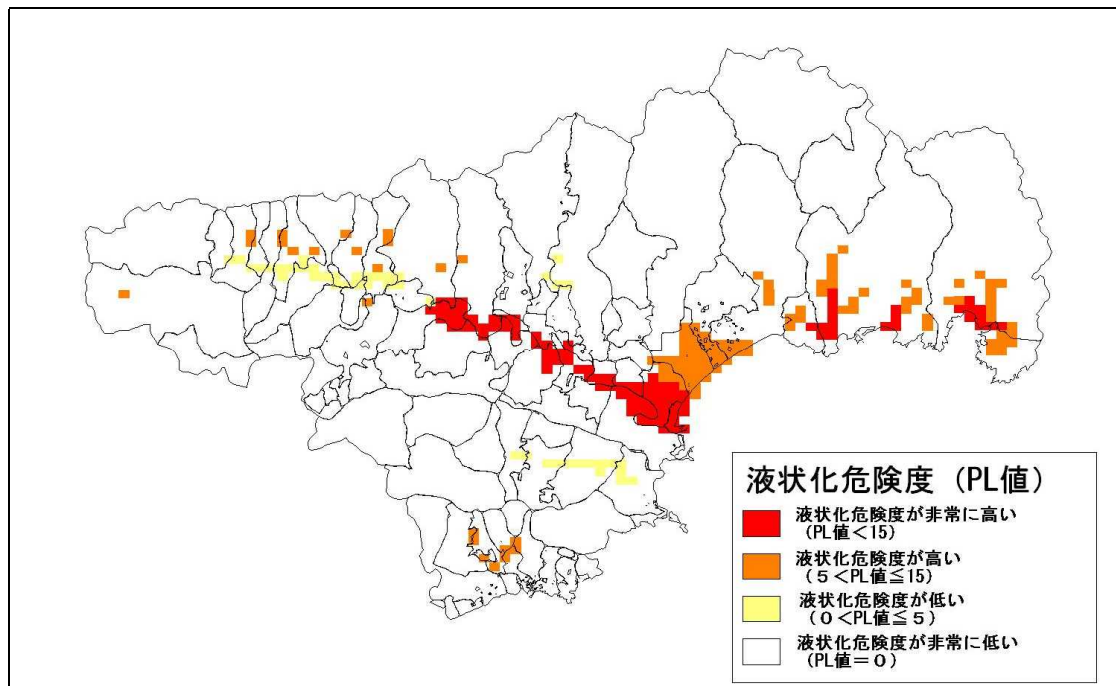 液状化危険度（PL値）
液状化危険度が非常に高い
（PL値＜15）
液状化危険度が高い
（５＜PL値≦15）
液状化危険度が低い
（０＜PL値≦５）
液状化危険度が非常に低い
（PL値＝０）